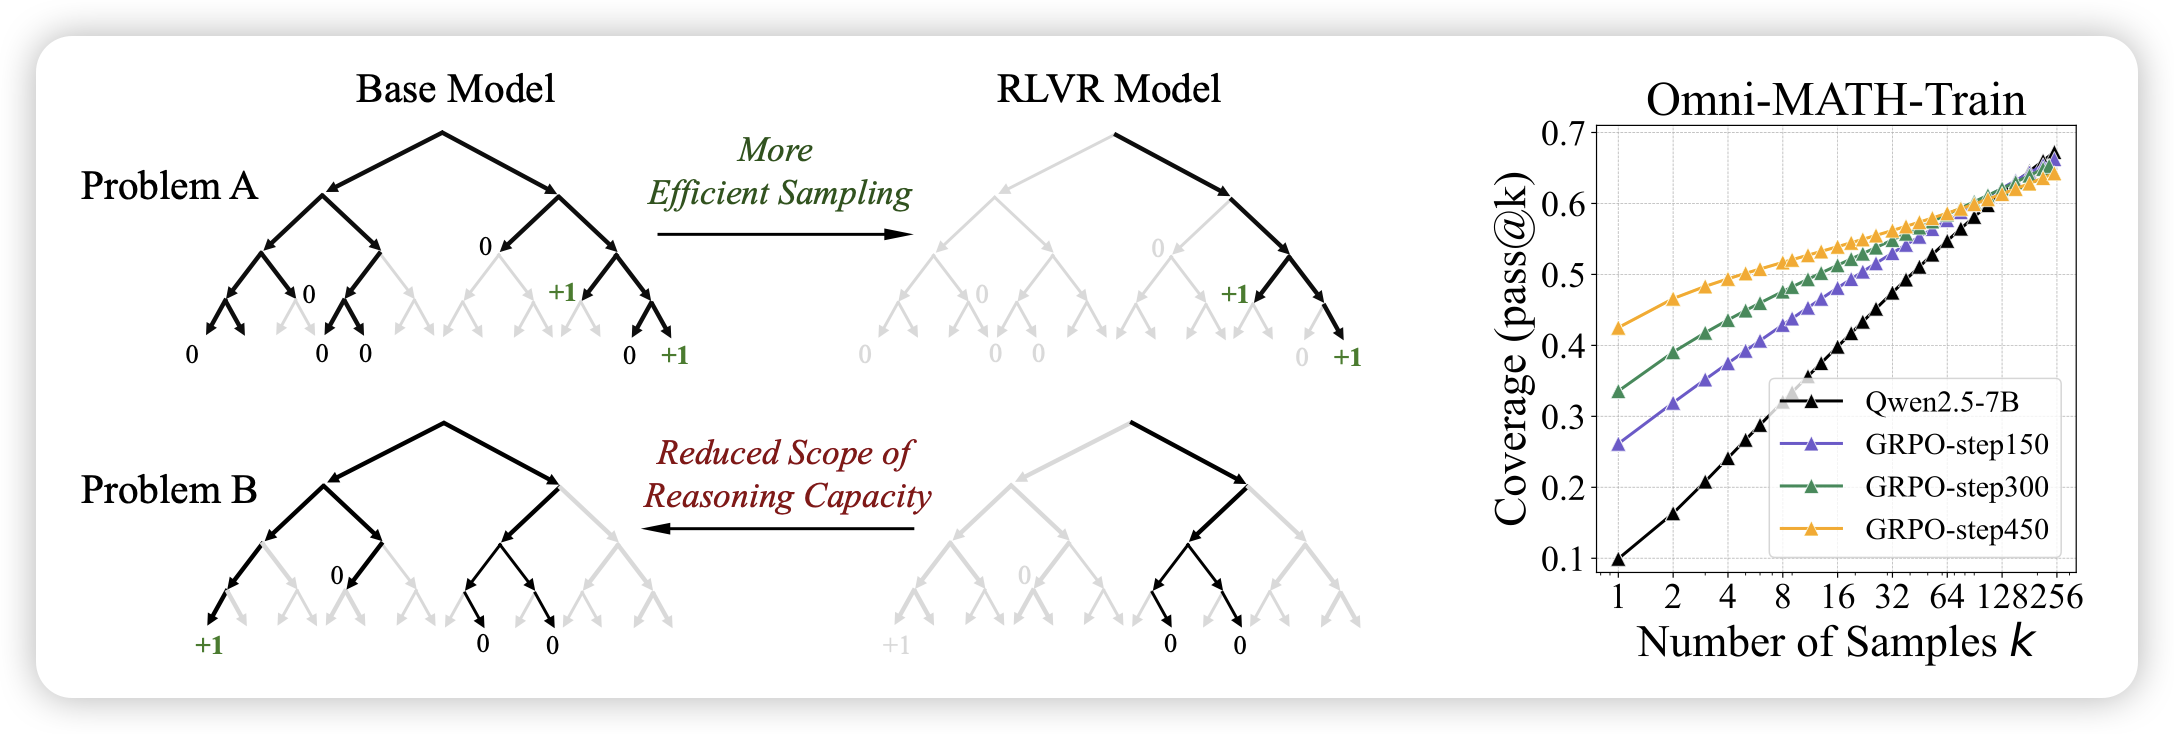 Base Model
RLVR Model
Problem A
More
Efficient Sampling
0
0
+1
0
0
0
0
+1
0
0
+1
0
0
0
0
+1
Problem B
Reduced Scope of
Reasoning Capacity
0
+1
0
0
0
+1
0
0
Omni-MATH-Train
Coverage (pass@k)
0.7
0.6
0.5
0.4
0.3
0.2
0.1
Qwen2.5-7B
GRPO-step150
GRPO-step300
GRPO-step450
1 2 4 8 16 32 64 128 256
Number of Samples k